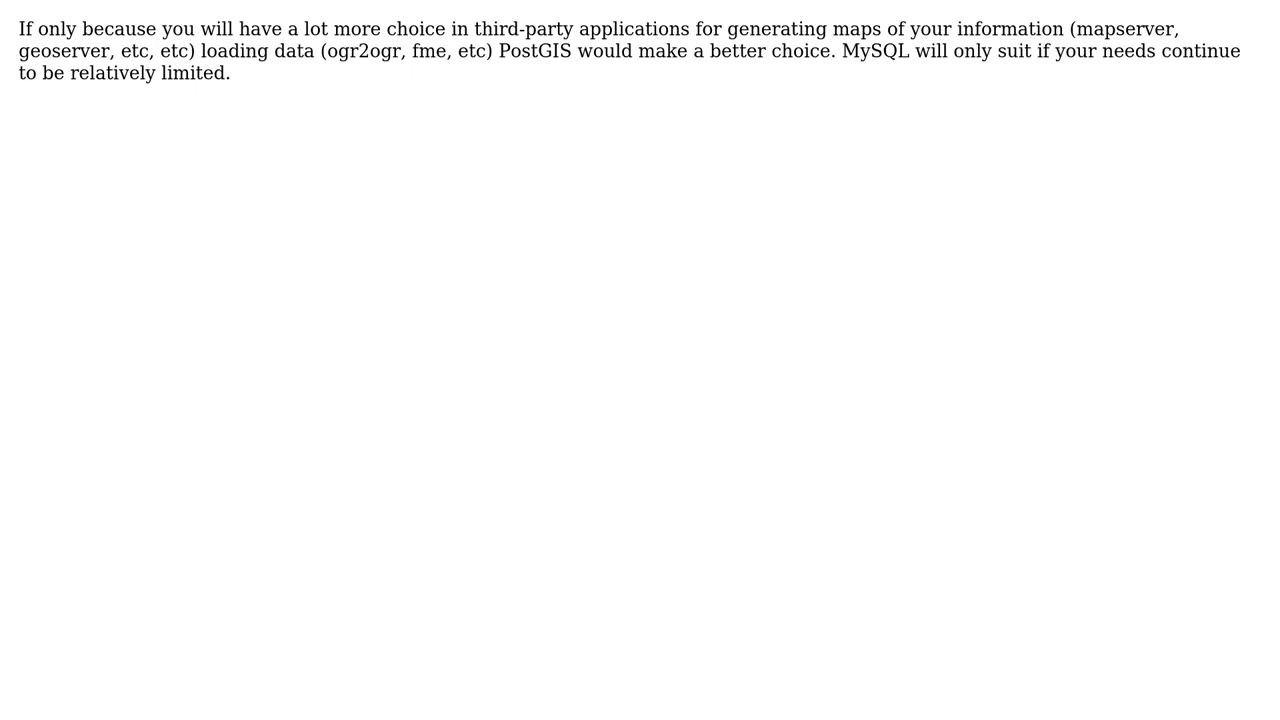 If only because you will have a lot more choice in third-party applications for generating maps of your information (mapserver,
geoserver, etc, etc) loading data (ogr2ogr, fme, etc) PostGIS would make a better choice. MySQL will only suit if your needs continue
to be relatively limited.